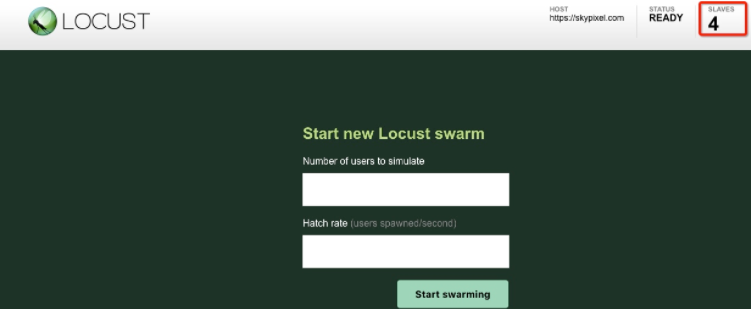 LOCUST
HOST
https://skypixel.com
STATUS
READY
SLAVES
4
Start new Locust swarm
Number of users to simulate
Hatch rate (users spawned/second)
Start swarming